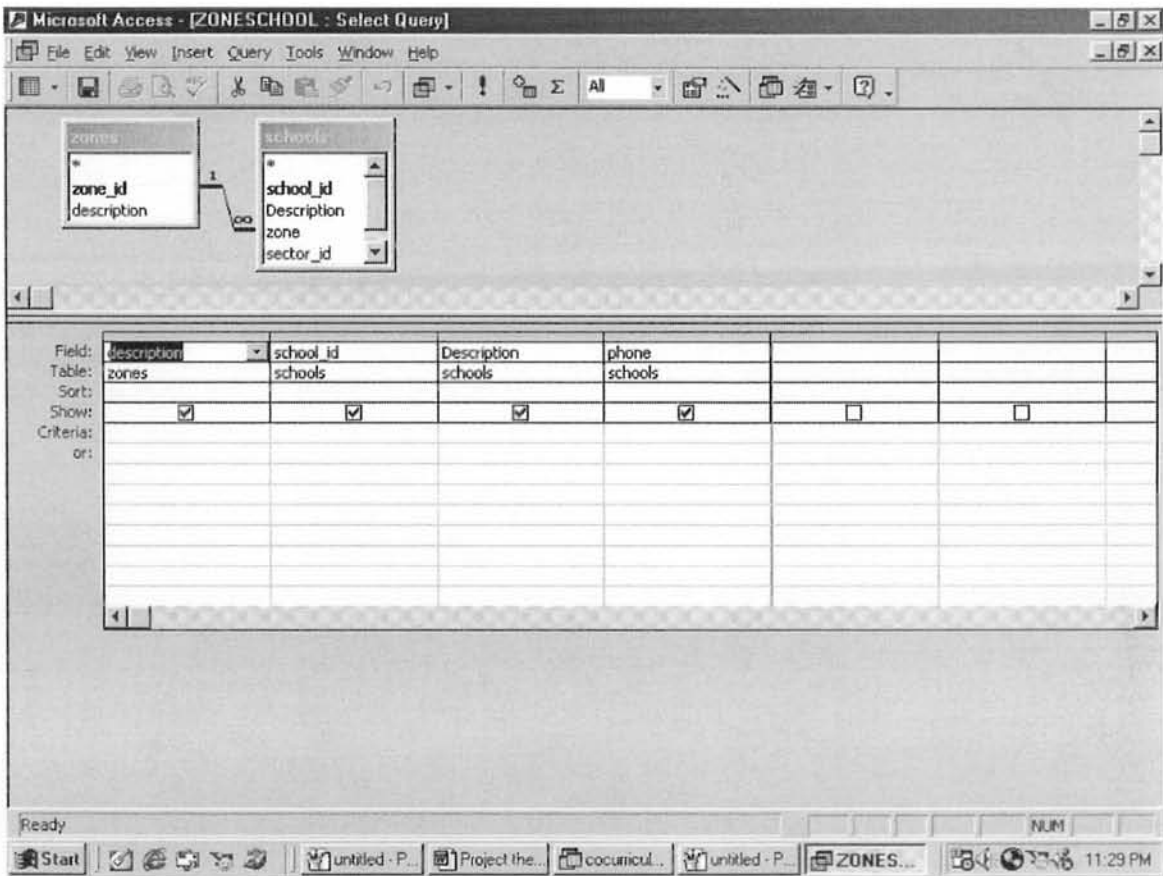 Microsoft Access - [ZONESCHOOL : Select Query]
File Edit View Insert Query Tools Window Help
All
zones
*
zone_id
description
1
∞
schools
*
school_id
Description
zone
sector_id
Field: description school_id Description phone
Table: zones schools schools schools
Sort:
Show:
Criteria:
or:
Ready
NUM
Start untitled - P... Project the... cocurricul... untitled - P... ZONES... 11:29 PM